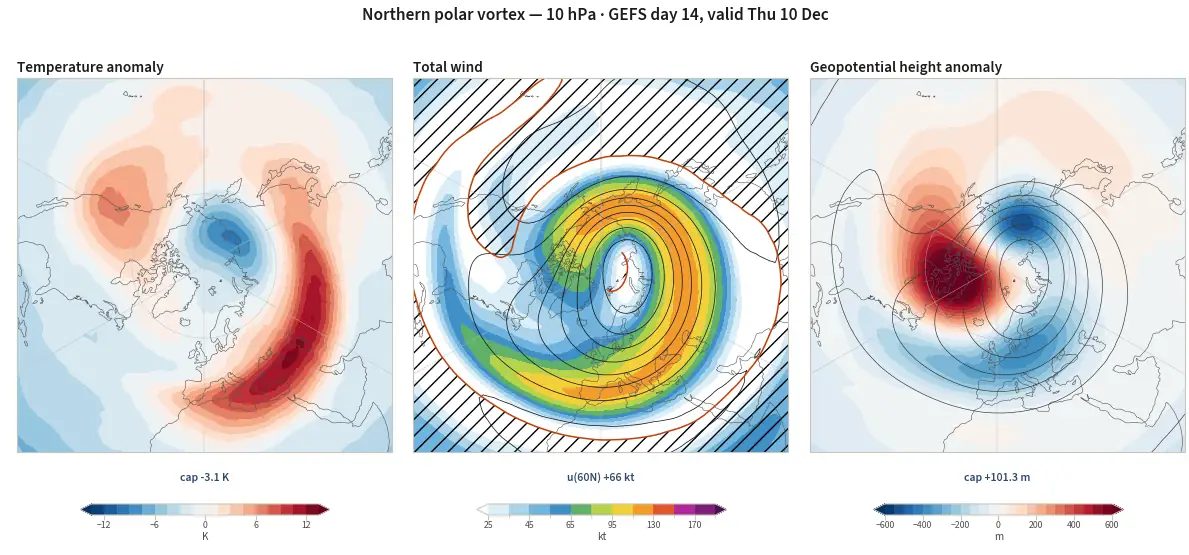 Northern polar vortex — 10 hPa · GEFS day 14, valid Thu 10 Dec
Temperature anomaly
Total wind
Geopotential height anomaly
cap -3.1 K
u(60N) +66 kt
cap +101.3 m
−12 −6 0 6 12
K
25 45 65 95 130 170
kt
−600 −400 −200 0 200 400 600
m